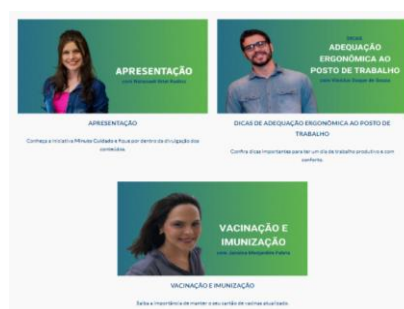 APRESENTAÇÃO
APRESENTAÇÃO
Conheça a iniciativa Minuto Cuidado e fique por dentro da divulgação dos
conteúdos.
DICAS
ADEQUAÇÃO
ERGONÔMICA AO
POSTO DE TRABALHO
DICAS DE ADEQUAÇÃO ERGONÔMICA AO POSTO DE
TRABALHO
Confira dicas importantes para ter um dia de trabalho produtivo e com
conforto.
VACINAÇÃO E
IMUNIZAÇÃO
VACINAÇÃO E IMUNIZAÇÃO
Saiba a importância de manter o seu cartão de vacinas atualizado.